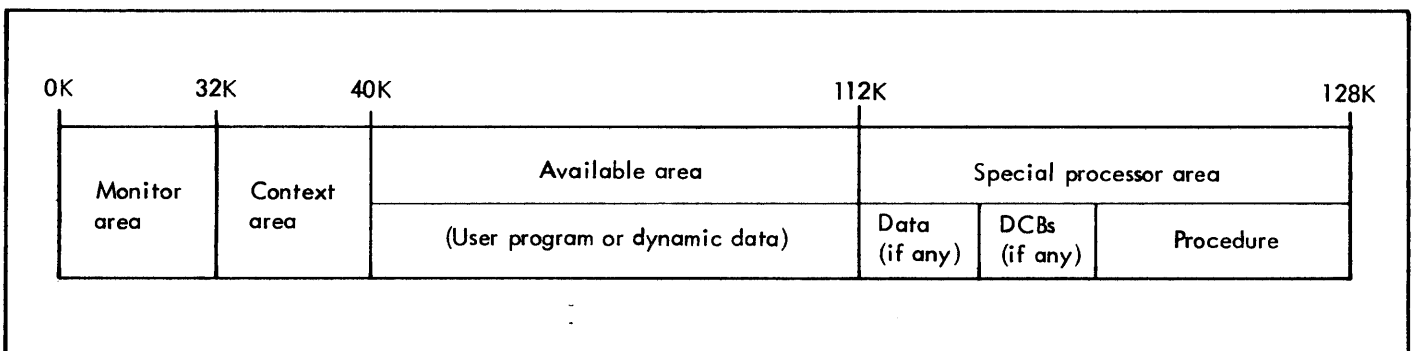 0K 32K 40K 112K 128K
Monitor
area
Context
area
Available area
(User program or dynamic data)
Special processor area
Data
(if any)
DCBs
(if any)
Procedure